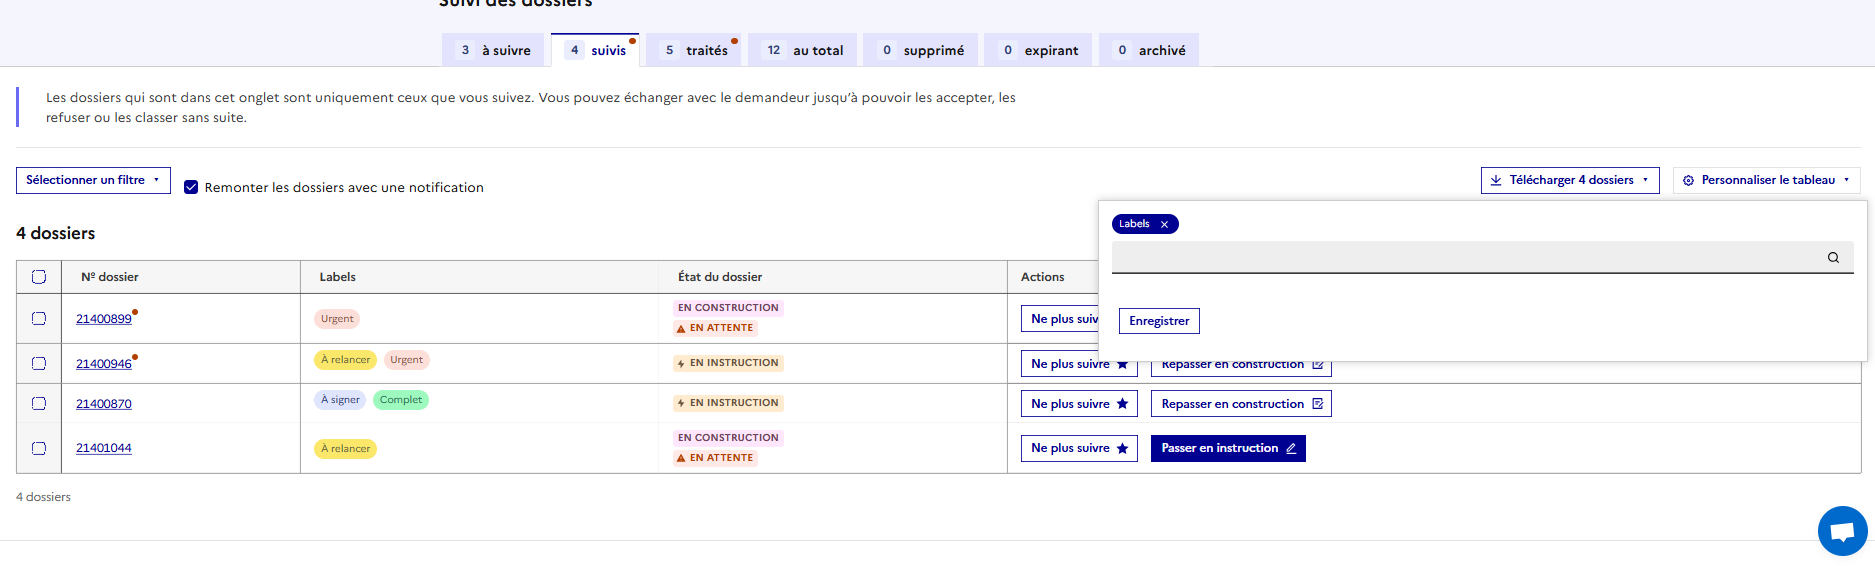 Suivi des dossiers
3 à suivre 4 suivis 5 traités 12 au total 0 supprimé 0 expirant 0 archivé
Les dossiers qui sont dans cet onglet sont uniquement ceux que vous suivez. Vous pouvez échanger avec le demandeur jusqu’à pouvoir les accepter, les
refuser ou les classer sans suite.
Sélectionner un filtre Remonter les dossiers avec une notification Télécharger 4 dossiers Personnaliser le tableau
Labels
4 dossiers
Nº dossier Labels État du dossier Actions
21400899 Urgent EN CONSTRUCTION
EN ATTENTE
Ne plus suiv
Enregistrer
21400946 À relancer Urgent EN INSTRUCTION Ne plus suivre Repasser en construction
21400870 À signer Complet EN INSTRUCTION Ne plus suivre Repasser en construction
21401044 À relancer EN CONSTRUCTION
EN ATTENTE
Ne plus suivre Passer en instruction
4 dossiers